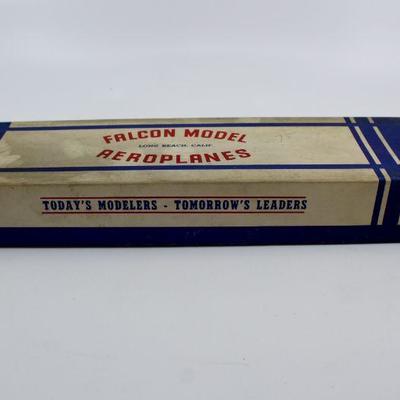 FALCON MODEL
LONG BEACH, CALIF.
AEROPLANES
TODAY'S MODELERS - TOMORROW'S LEADERS